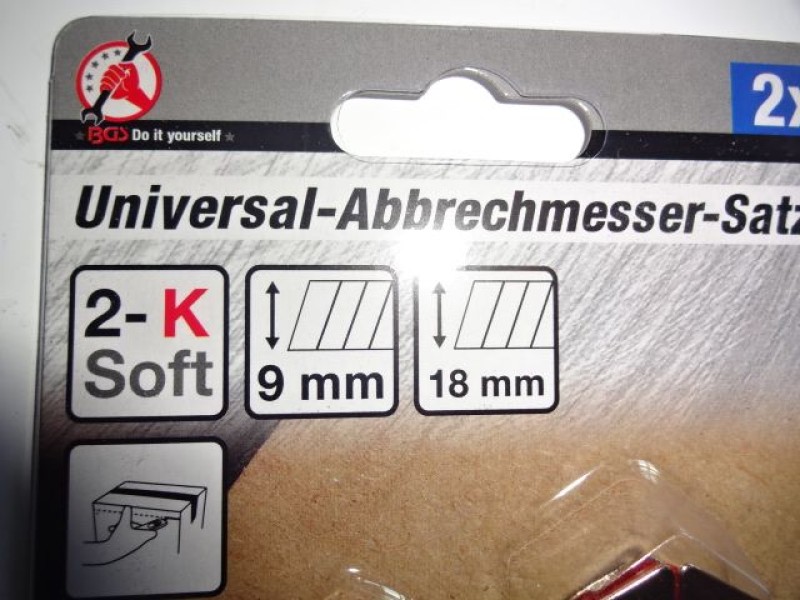 2x
BGS Do it yourself
Universal-Abbrechmesser-Satz
2-K
Soft
9 mm
18 mm